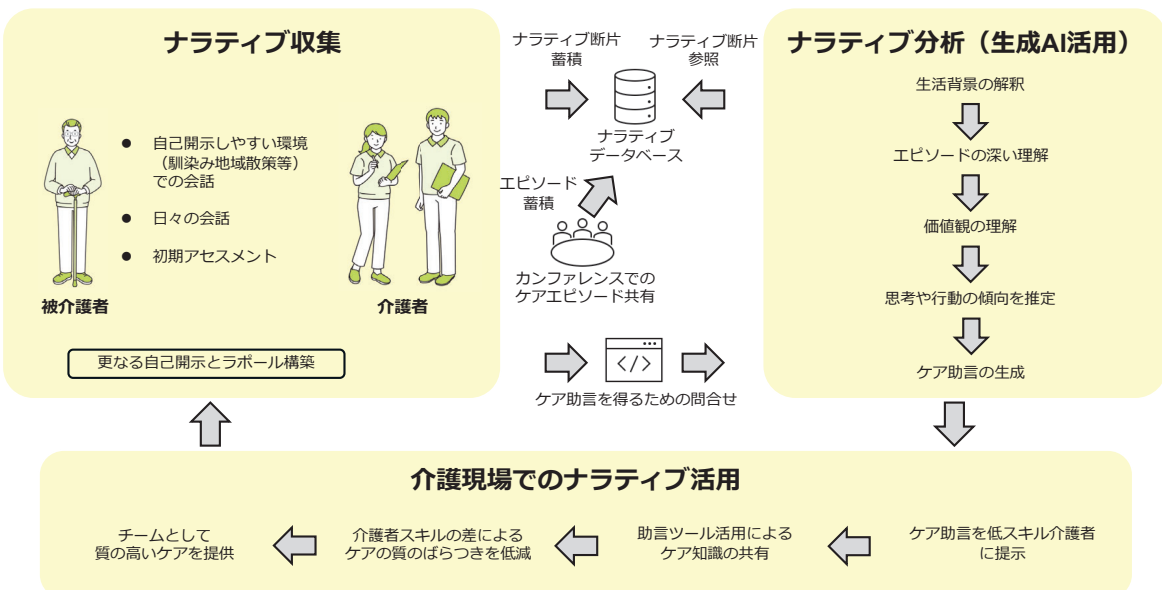 ナラティブ収集
● 自己開示しやすい環境
（馴染み地域散策等）
での会話
● 日々の会話
● 初期アセスメント
被介護者
介護者
更なる自己開示とラポール構築
ナラティブ断片
蓄積
ナラティブ断片
参照
ナラティブ
データベース
エピソード
蓄積
カンファレンスでの
ケアエピソード共有
</>
ケア助言を得るための問合せ
ナラティブ分析（生成AI活用）
生活背景の解釈
エピソードの深い理解
価値観の理解
思考や行動の傾向を推定
ケア助言の生成
介護現場でのナラティブ活用
チームとして
質の高いケアを提供
介護者スキルの差による
ケアの質のばらつきを低減
助言ツール活用による
ケア知識の共有
ケア助言を低スキル介護者
に提示